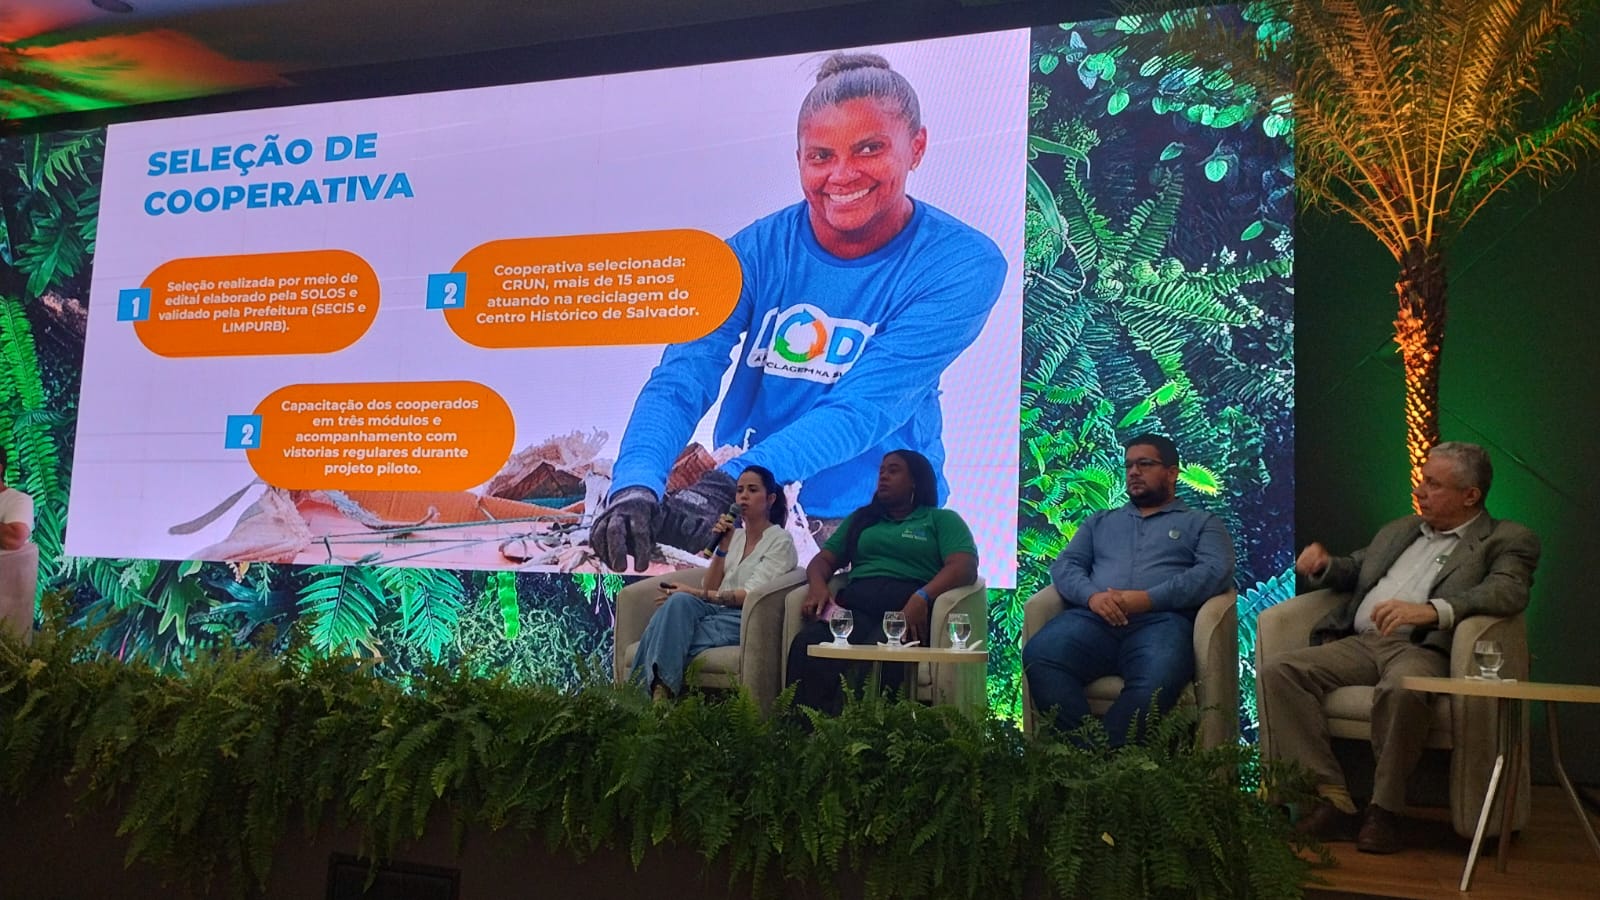 SELEÇÃO DE
COOPERATIVA
1
Seleção realizada por meio de
edital elaborado pela SOLOS e
validado pela Prefeitura (SECIS e
LIMPURB).
2
Cooperativa selecionada:
CRUN, mais de 15 anos
atuando na reciclagem do
Centro Histórico de Salvador.
2
Capacitação dos cooperados
em três módulos e
acompanhamento com
vistorias regulares durante
projeto piloto.